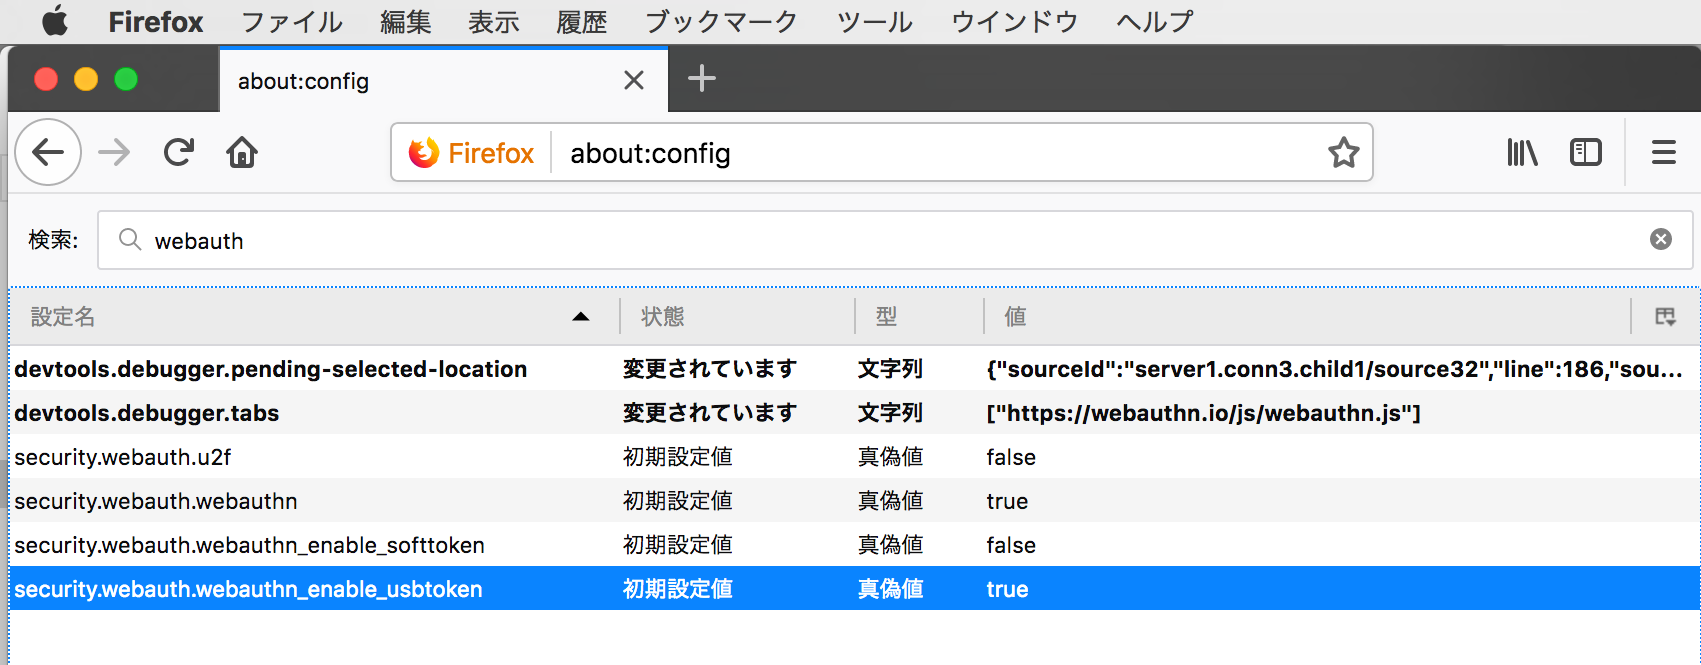 Firefox ファイル 編集 表示 履歴 ブックマーク ツール ウインドウ ヘルプ
about:config
Firefox about:config
検索: webauth
設定名 状態 型 値
devtools.debugger.pending-selected-location 変更されています 文字列 {"sourceId":"server1.conn3.child1/source32","line":186,"sou...
devtools.debugger.tabs 変更されています 文字列 ["https://webauthn.io/js/webauthn.js"]
security.webauth.u2f 初期設定値 真偽値 false
security.webauth.webauthn 初期設定値 真偽値 true
security.webauth.webauthn_enable_softtoken 初期設定値 真偽値 false
security.webauth.webauthn_enable_usbtoken 初期設定値 真偽値 true